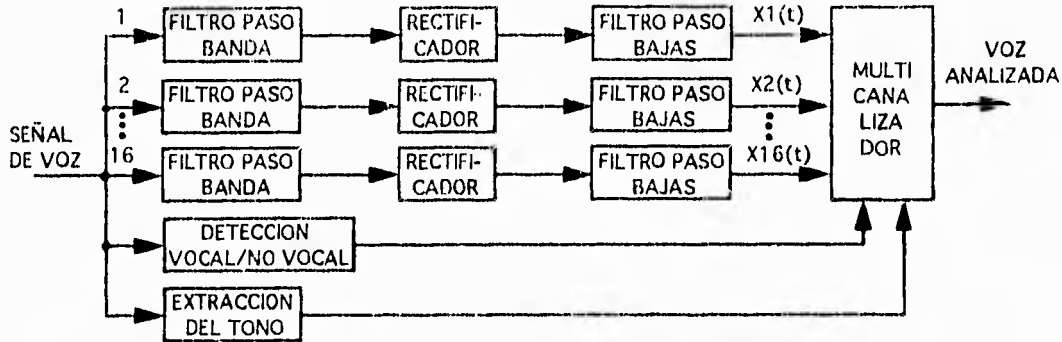 SEÑAL
DE VOZ
1
FILTRO PASO
BANDA
RECTIFI-
CADOR
FILTRO PASO
BAJAS
X1(t)
2
FILTRO PASO
BANDA
RECTIFI-
CADOR
FILTRO PASO
BAJAS
X2(t)
16
FILTRO PASO
BANDA
RECTIFI-
CADOR
FILTRO PASO
BAJAS
X16(t)
DETECCION
VOCAL/NO VOCAL
EXTRACCION
DEL TONO
MULTI
CANA
LIZA
DOR
VOZ
ANALIZADA